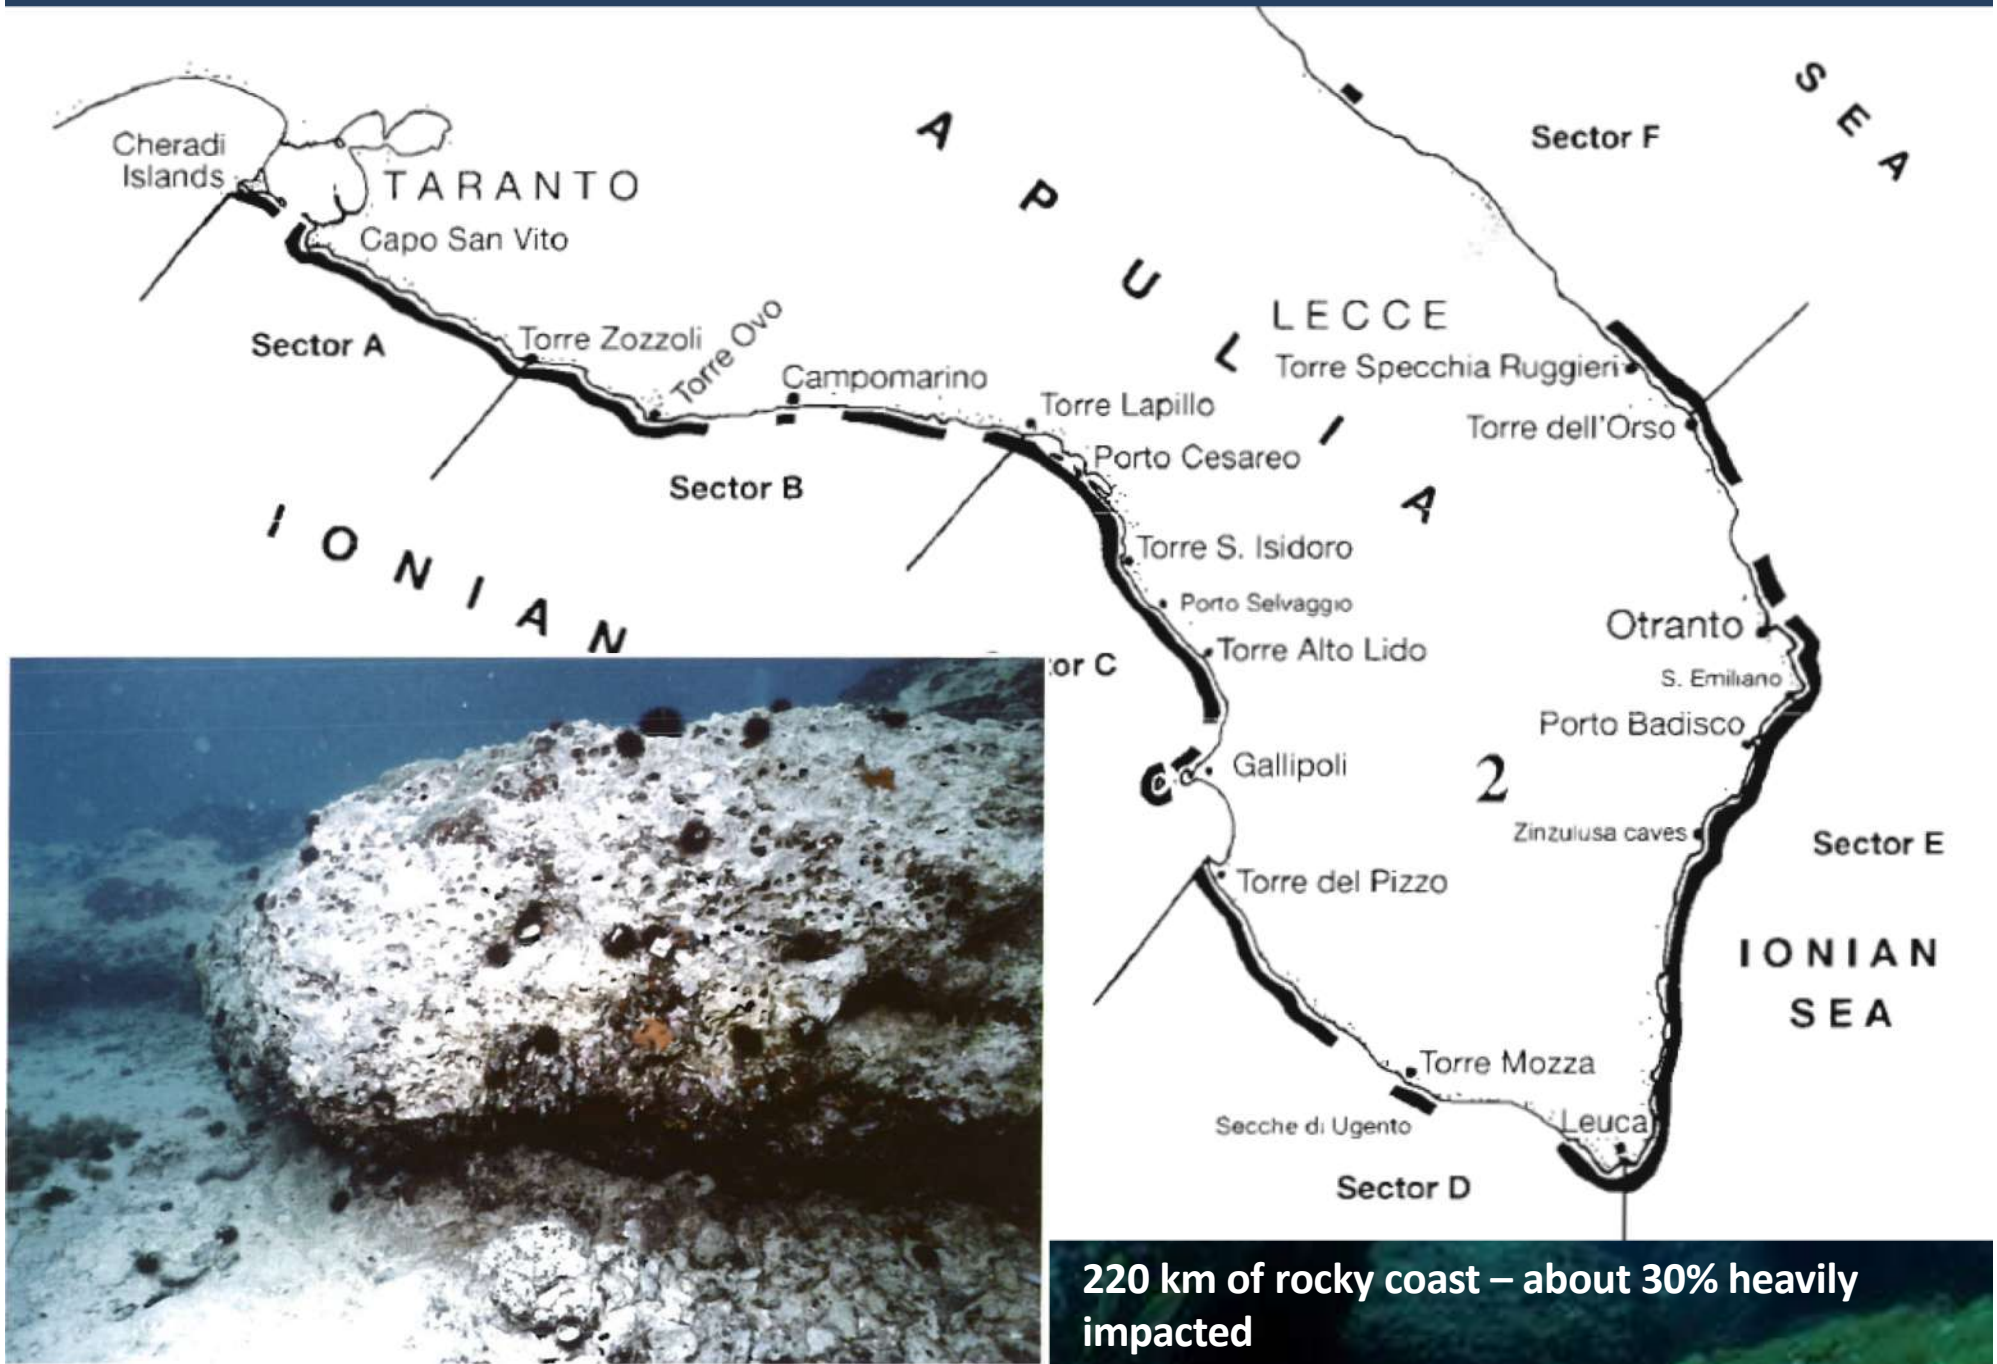 SEA
Sector F
Cheradi
Islands
TARANTO
Capo San Vito
APULIA
LECCE
Sector A
Torre Zozzoli
Torre Ovo
Campomarino
Torre Specchia Ruggieri
Torre Lapillo
Torre dell'Orso
Porto Cesareo
Sector B
IONIAN
Torre S. Isidoro
Porto Selvaggio
Otranto
Torre Alto Lido
or C
S. Emiliano
Porto Badisco
Gallipoli
2
Zinzulusa caves
Sector E
Torre del Pizzo
IONIAN
SEA
Torre Mozza
Secche di Ugento
Leuca
Sector D
220 km of rocky coast – about 30% heavily
impacted